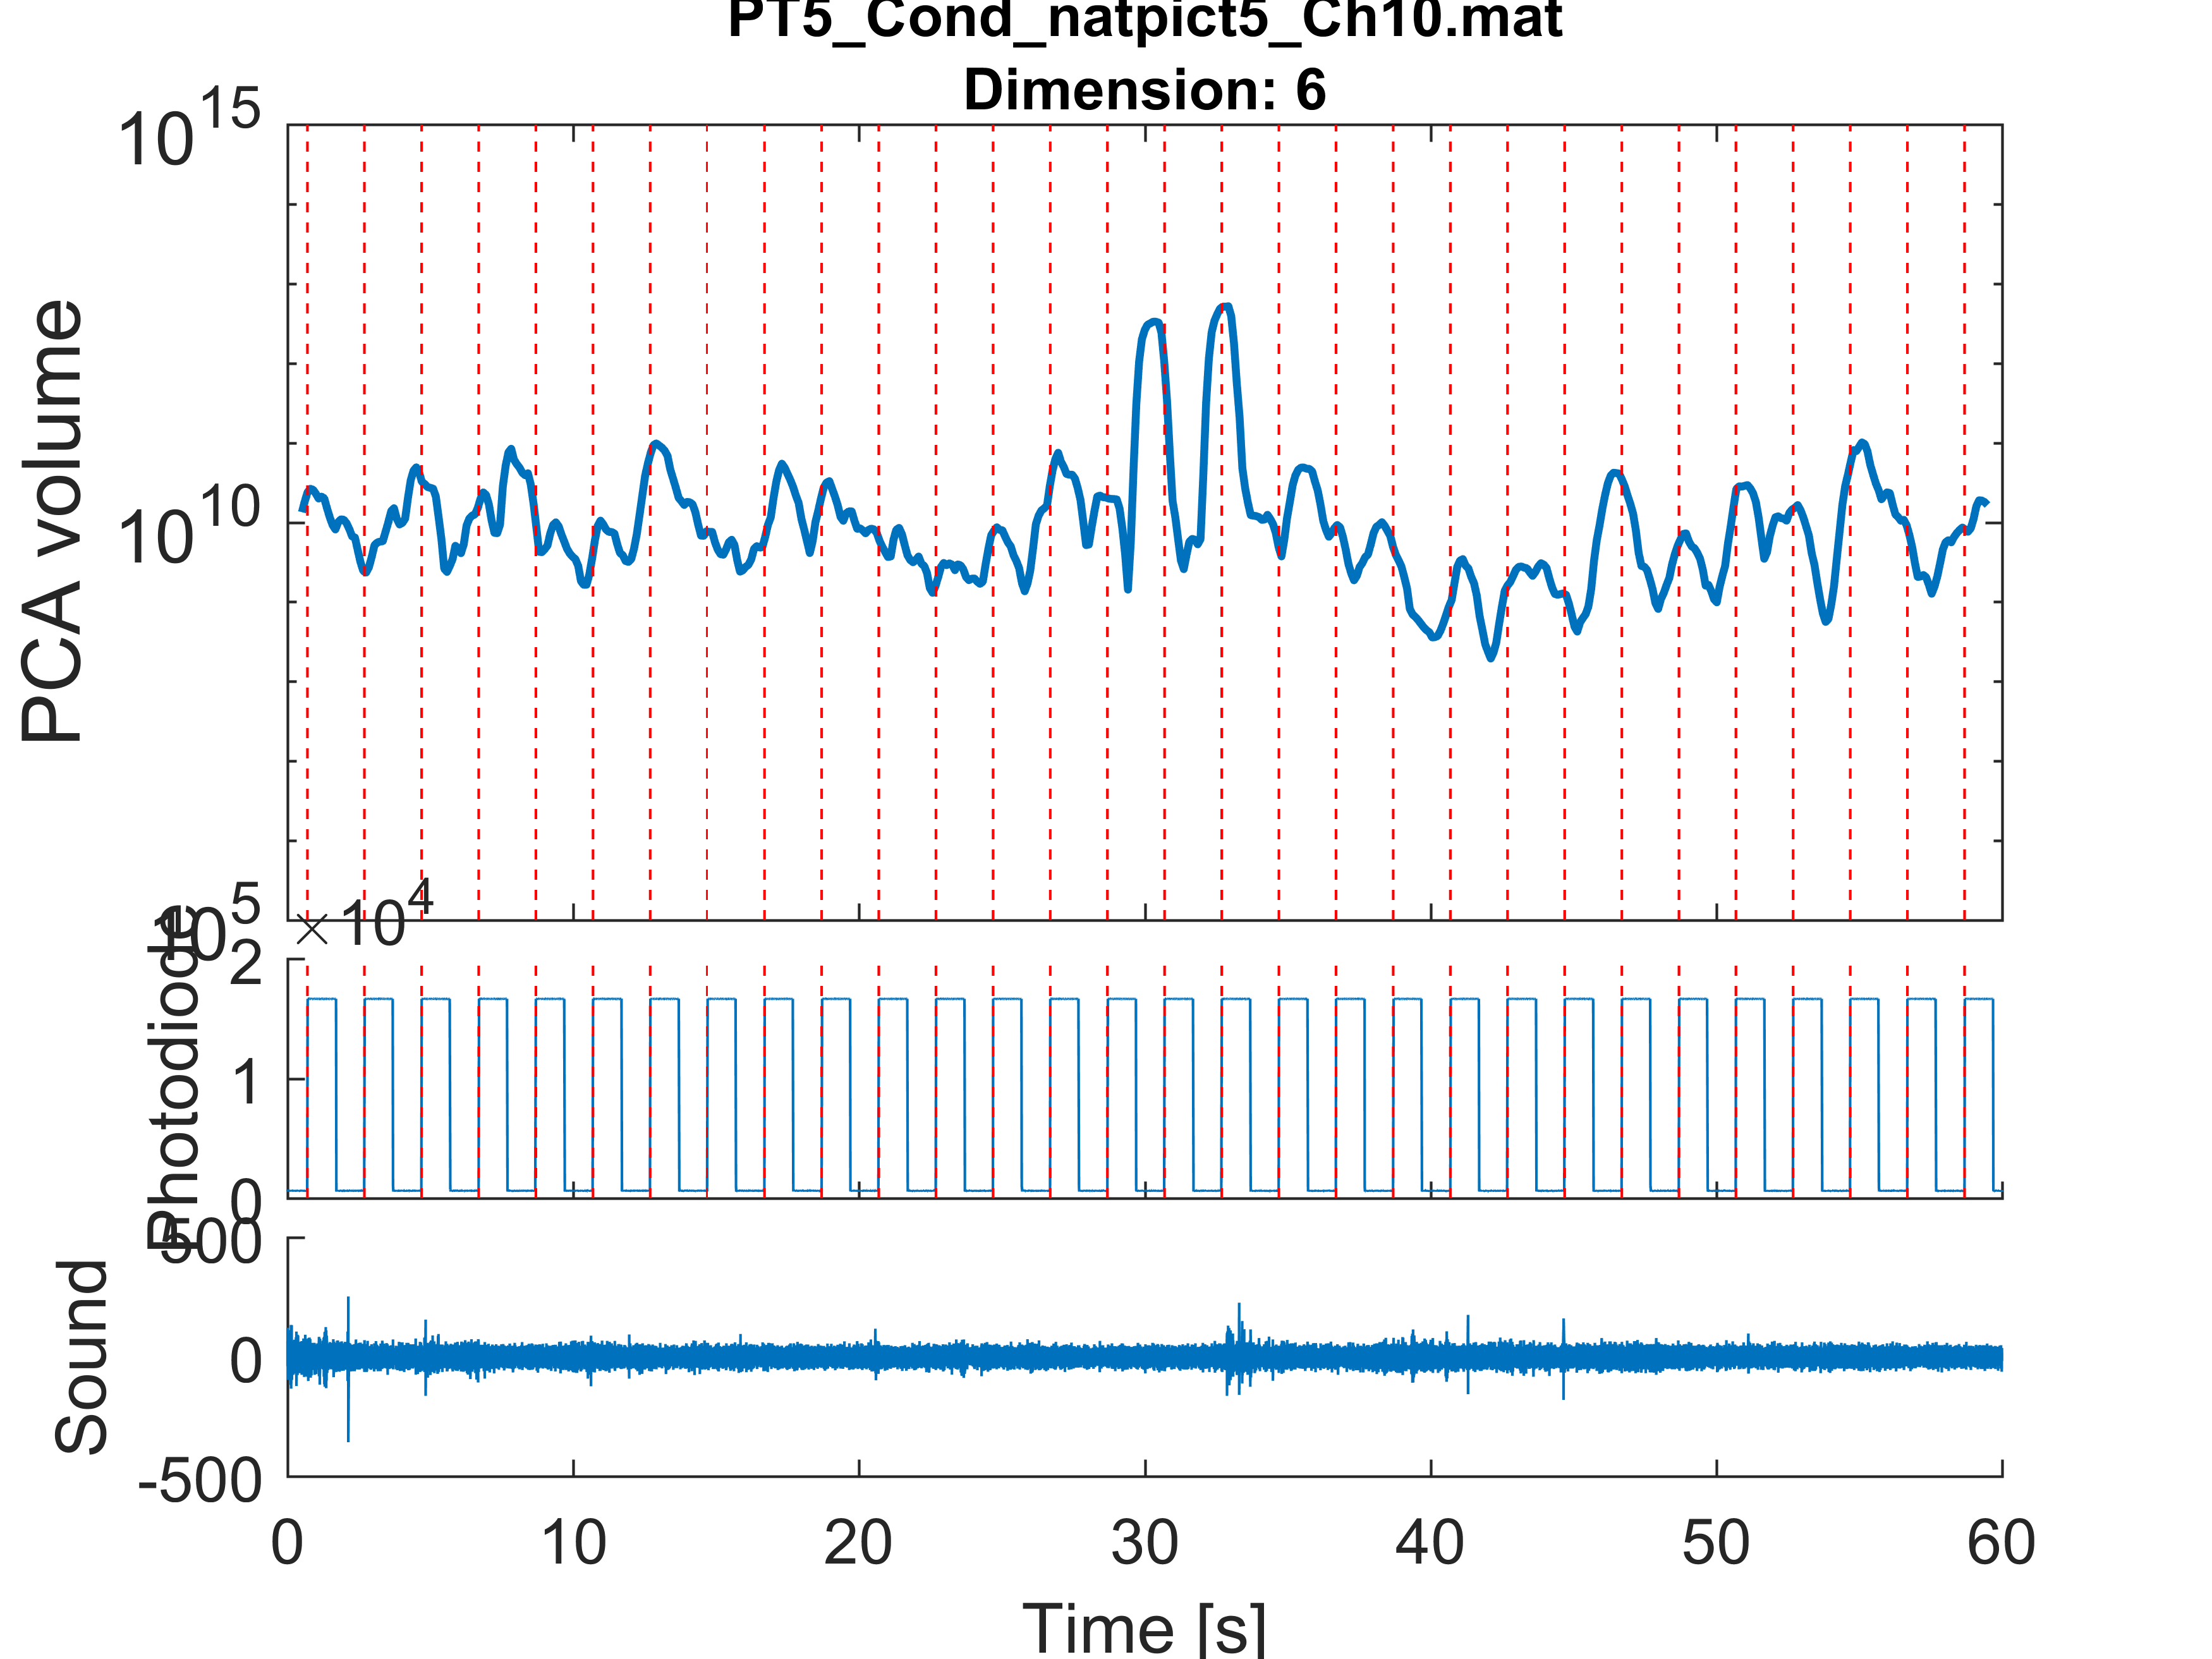 PT5_Cond_natpict5_Ch10.mat
Dimension: 6
10^15
10^10
10^5
PCA volume
×10^4
2
1
0
Photodiode
500
0
-500
Sound
0 10 20 30 40 50 60
Time [s]